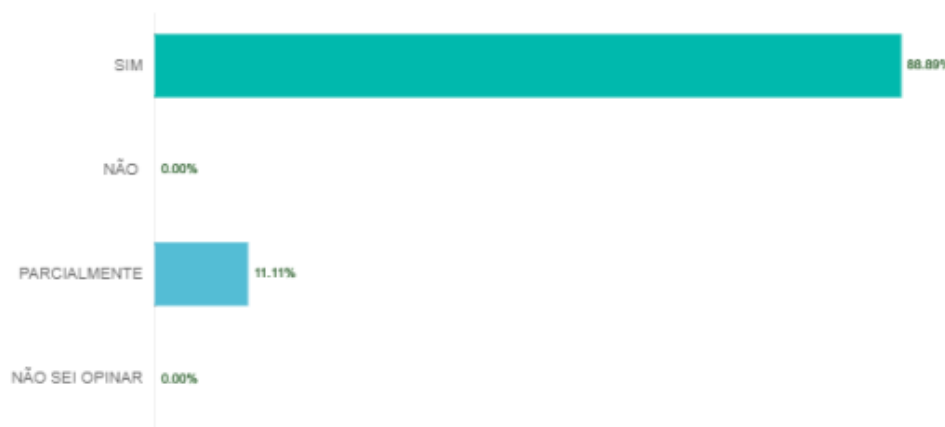 SIM 88.89%
NÃO 0.00%
PARCIALMENTE 11.11%
NÃO SEI OPINAR 0.00%